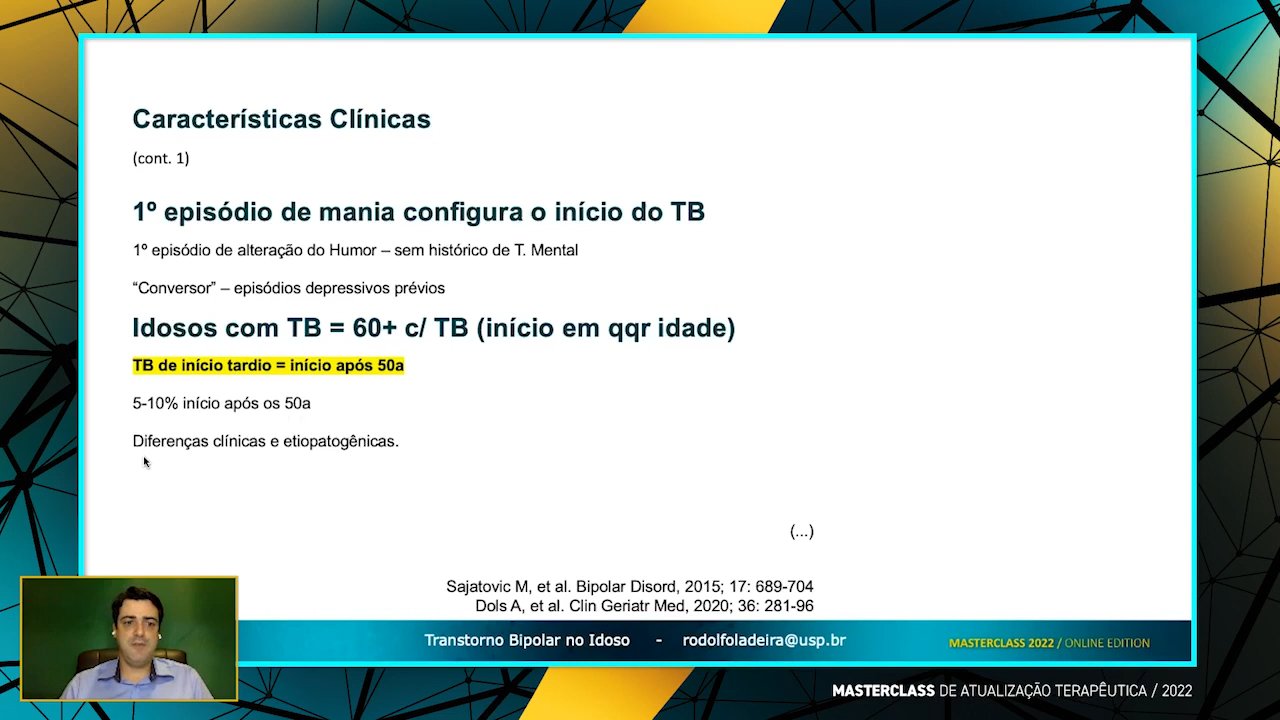 Características Clínicas
(cont. 1)
1º episódio de mania configura o início do TB
1º episódio de alteração do Humor – sem histórico de T. Mental
“Conversor” – episódios depressivos prévios
Idosos com TB = 60+ c/ TB (início em qqr idade)
TB de início tardio = início após 50a
5-10% início após os 50a
Diferenças clínicas e etiopatogênicas.
(...)
Sajatovic M, et al. Bipolar Disord, 2015; 17: 689-704
Dols A, et al. Clin Geriatr Med, 2020; 36: 281-96
Transtorno Bipolar no Idoso - rodolfoladeira@usp.br
MASTERCLASS 2022 / ONLINE EDITION
MASTERCLASS DE ATUALIZAÇÃO TERAPÊUTICA / 2022